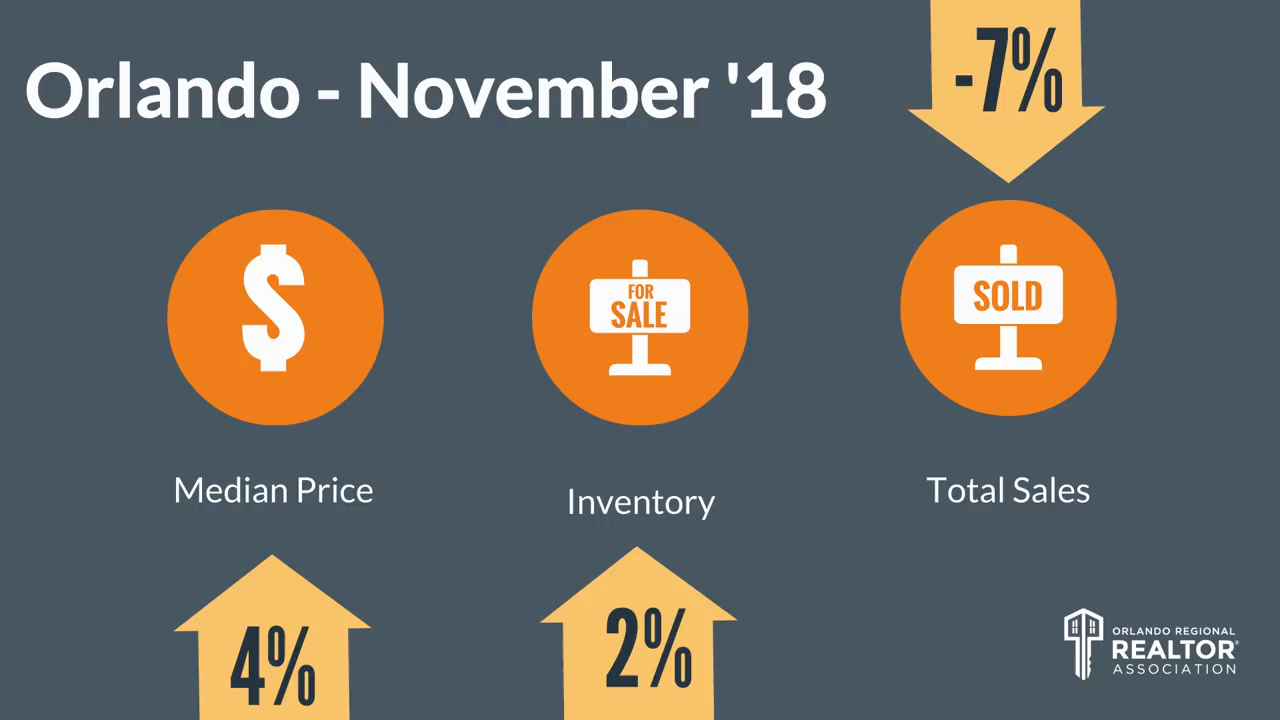 Orlando - November '18
-7%
$
FOR
SALE
SOLD
Median Price
Inventory
Total Sales
4%
2%
ORLANDO REGIONAL
REALTOR®
ASSOCIATION